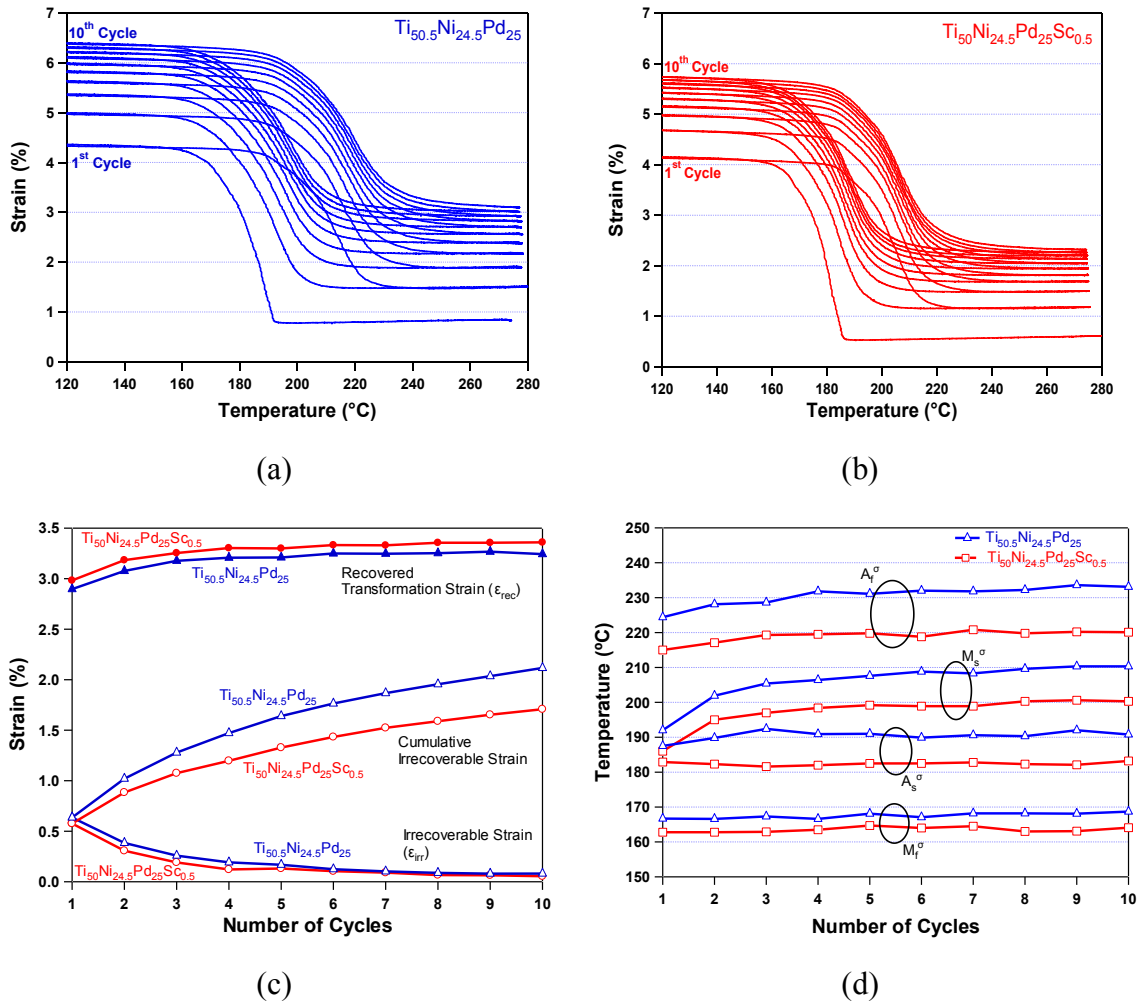 Ti50.5Ni24.5Pd25
10th Cycle
1st Cycle
Strain (%)
7
6
5
4
3
2
1
0
120 140 160 180 200 220 240 260 280
Temperature (°C)
(a)
Ti50Ni24.5Pd25Sc0.5
10th Cycle
1st Cycle
Strain (%)
7
6
5
4
3
2
1
0
120 140 160 180 200 220 240 260 280
Temperature (°C)
(b)
3.5
3.0
2.5
2.0
1.5
1.0
0.5
0.0
Strain (%)
Ti50Ni24.5Pd25Sc0.5
Ti50.5Ni24.5Pd25
Recovered
Transformation Strain (εrec)
Ti50.5Ni24.5Pd25
Cumulative
Irrecoverable Strain
Ti50Ni24.5Pd25Sc0.5
Irrecoverable Strain
(εirr)
Ti50.5Ni24.5Pd25
Ti50Ni24.5Pd25Sc0.5
1 2 3 4 5 6 7 8 9 10
Number of Cycles
(c)
250
240
230
220
210
200
190
180
170
160
150
Temperature (ºC)
Ti50.5Ni24.5Pd25
Ti50Ni24.5Pd25Sc0.5
Afσ
Msσ
Asσ
Mfσ
1 2 3 4 5 6 7 8 9 10
Number of Cycles
(d)